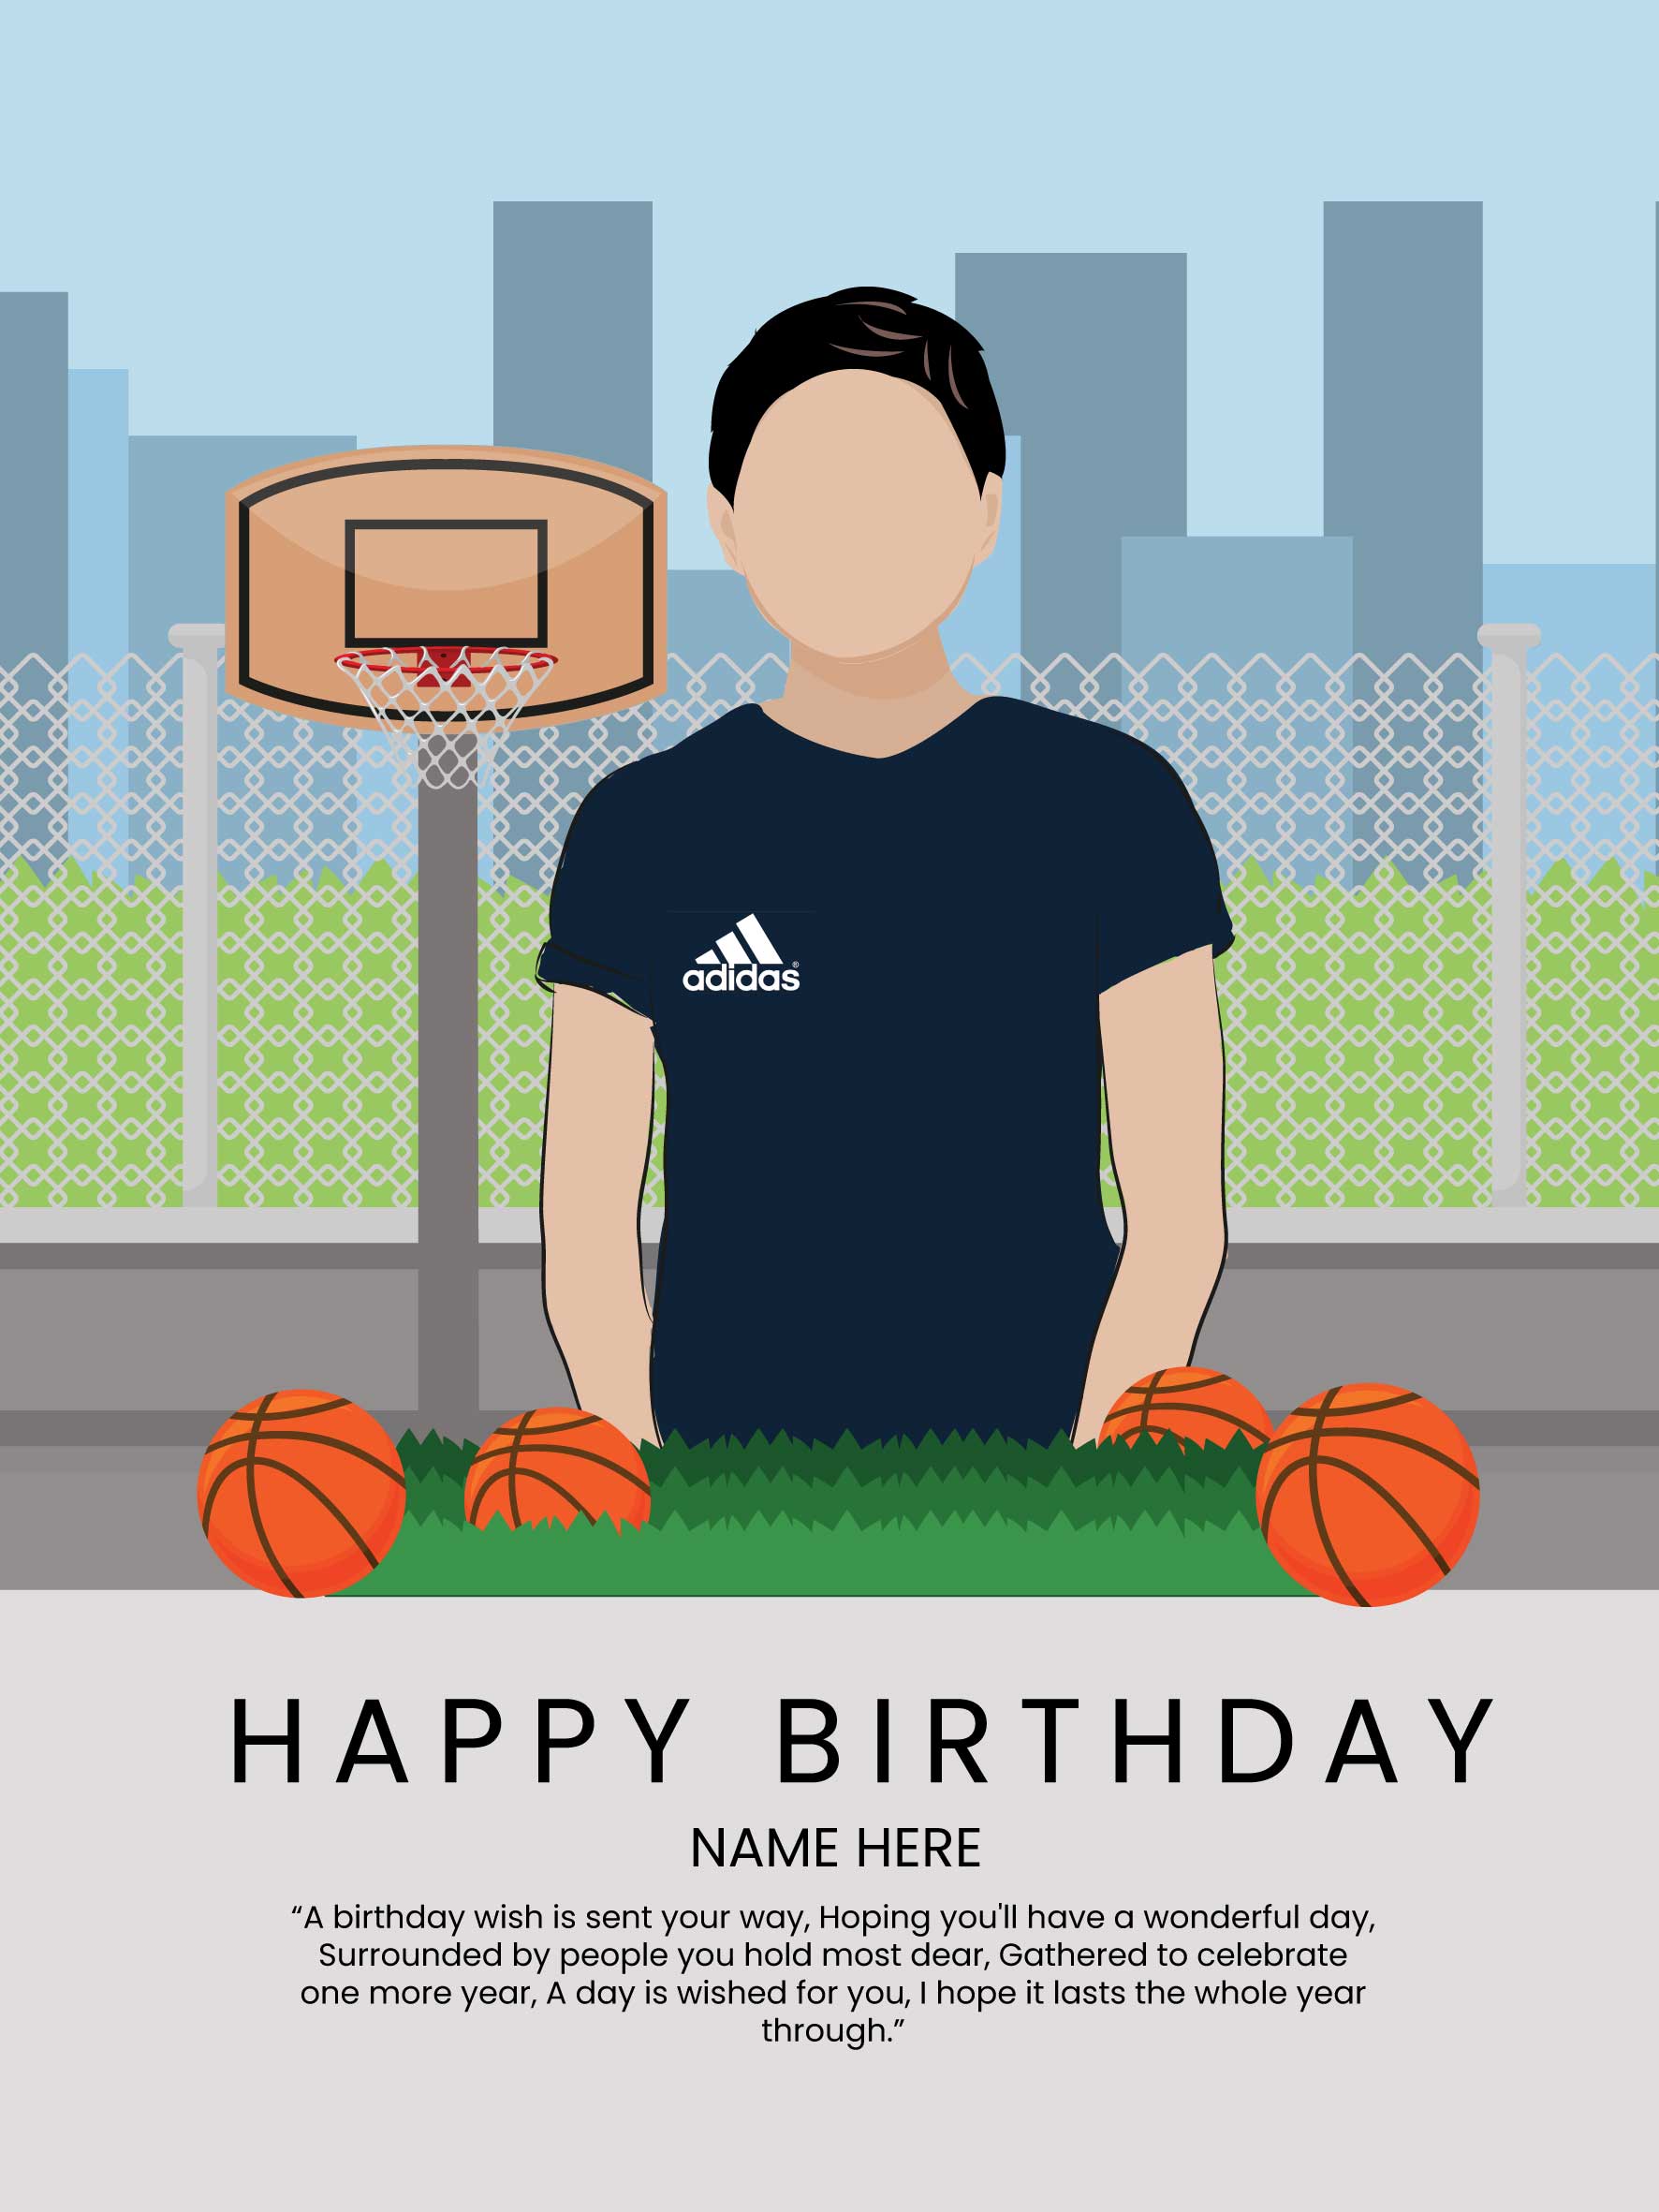 adidas®
HAPPY BIRTHDAY
NAME HERE
“A birthday wish is sent your way, Hoping you'll have a wonderful day,
Surrounded by people you hold most dear, Gathered to celebrate
one more year, A day is wished for you, I hope it lasts the whole year
through.”